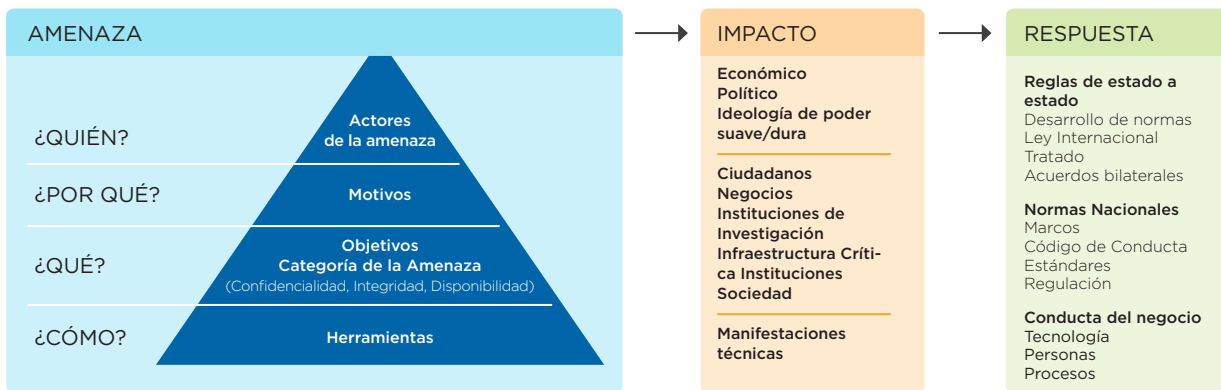 AMENAZA
¿QUIÉN?
Actores
de la amenaza
¿POR QUÉ?
Motivos
¿QUÉ?
Objetivos
Categoría de la Amenaza
(Confidencialidad, Integridad, Disponibilidad)
¿CÓMO?
Herramientas
IMPACTO
Económico
Político
Ideología de poder
suave/dura
Ciudadanos
Negocios
Instituciones de
Investigación
Infraestructura Críti-
ca Instituciones
Sociedad
Manifestaciones
técnicas
RESPUESTA
Reglas de estado a
estado
Desarrollo de normas
Ley Internacional
Tratado
Acuerdos bilaterales
Normas Nacionales
Marcos
Código de Conducta
Estándares
Regulación
Conducta del negocio
Tecnología
Personas
Procesos